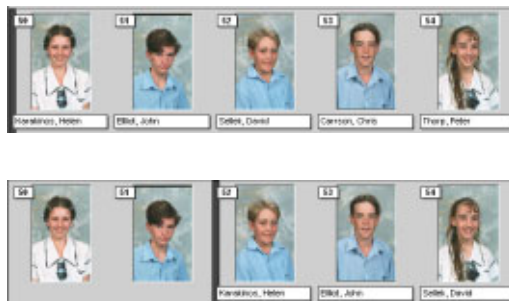 50 51 52 53 54
Karakinos, Helen Elliot, John Sellek, David Carrson, Chris Thorp, Peter
50 51 52 53 54
Karakinos, Helen Elliot, John Sellek, David